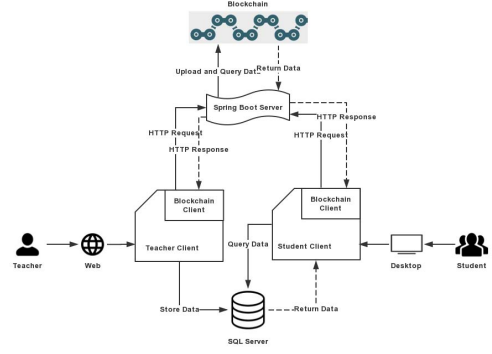 Blockchain
Upload and Query Dat
Return Data
Spring Boot Server
HTTP Request
HTTP Response
HTTP Response
HTTP Request
Blockchain
Client
Blockchain
Client
Teacher Client
Query Data
Student Client
Teacher
Web
Desktop
Student
Store Data
Return Data
SQL Server